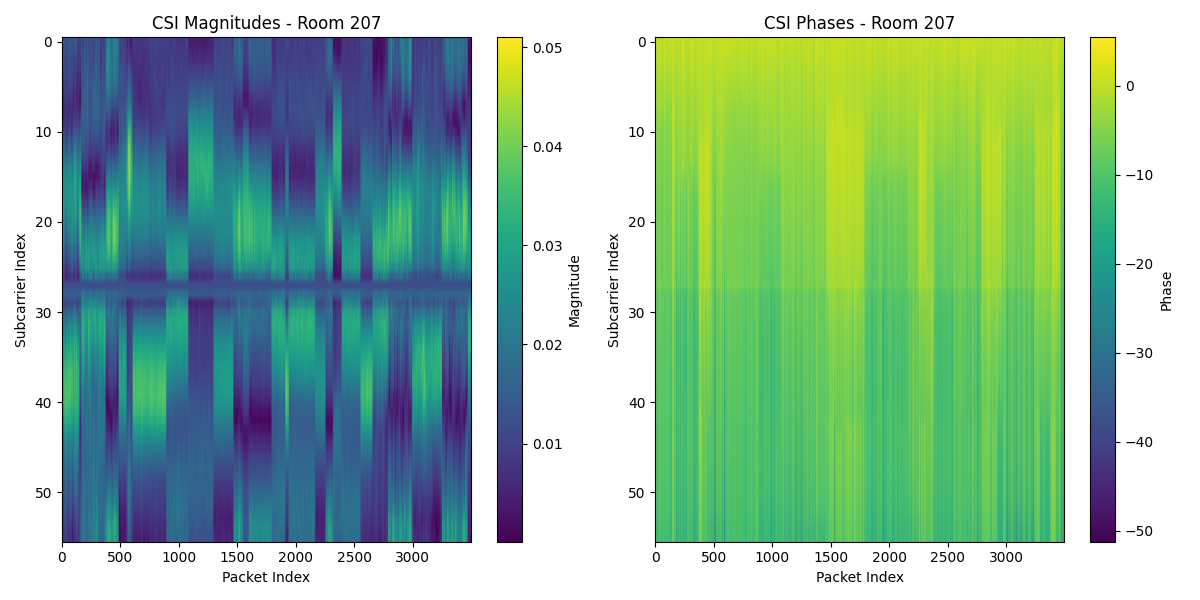 CSI Magnitudes - Room 207
0
10
20
30
40
50
Subcarrier Index
0 500 1000 1500 2000 2500 3000
Packet Index
0.05
0.04
0.03
0.02
0.01
Magnitude
CSI Phases - Room 207
0
10
20
30
40
50
Subcarrier Index
0 500 1000 1500 2000 2500 3000
Packet Index
0
−10
−20
−30
−40
−50
Phase